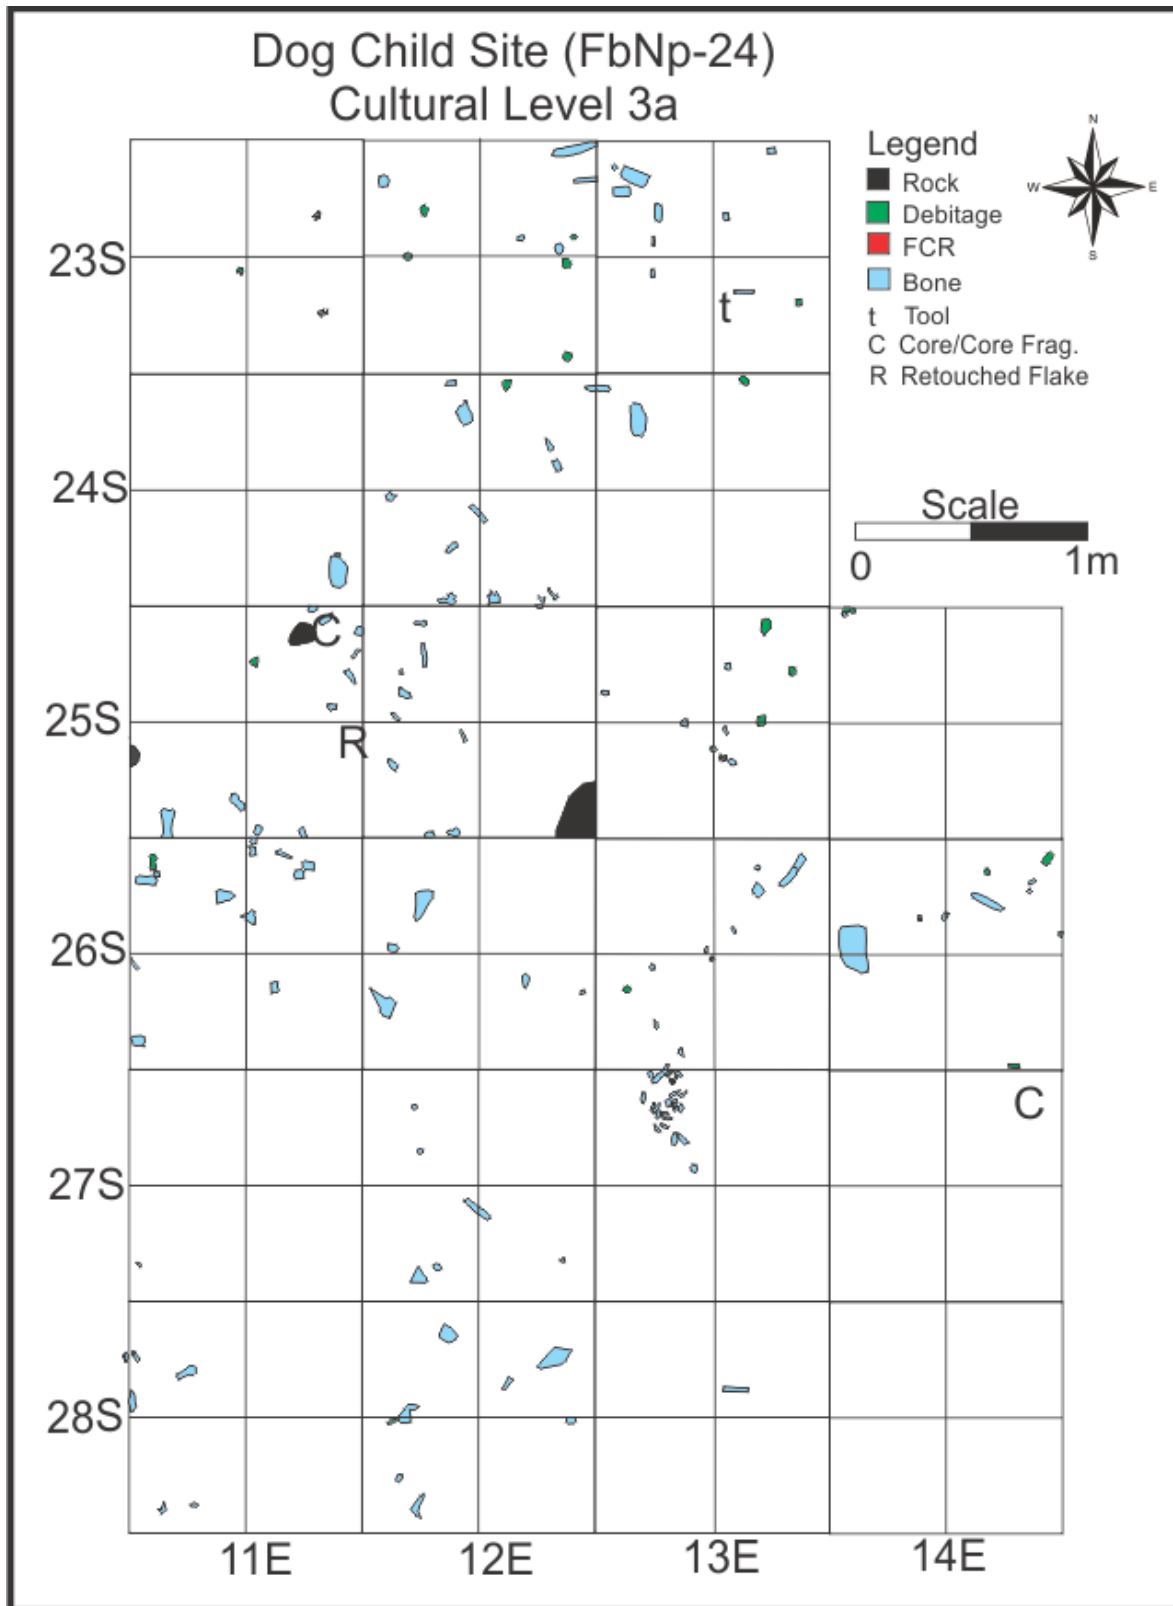 Dog Child Site (FbNp-24)
Cultural Level 3a
Legend
Rock
Debitage
FCR
Bone
t Tool
C Core/Core Frag.
R Retouched Flake
N
W E
S
Scale
0 1m
23S
t
24S
C
25S
R
26S
C
27S
28S
11E 12E 13E 14E